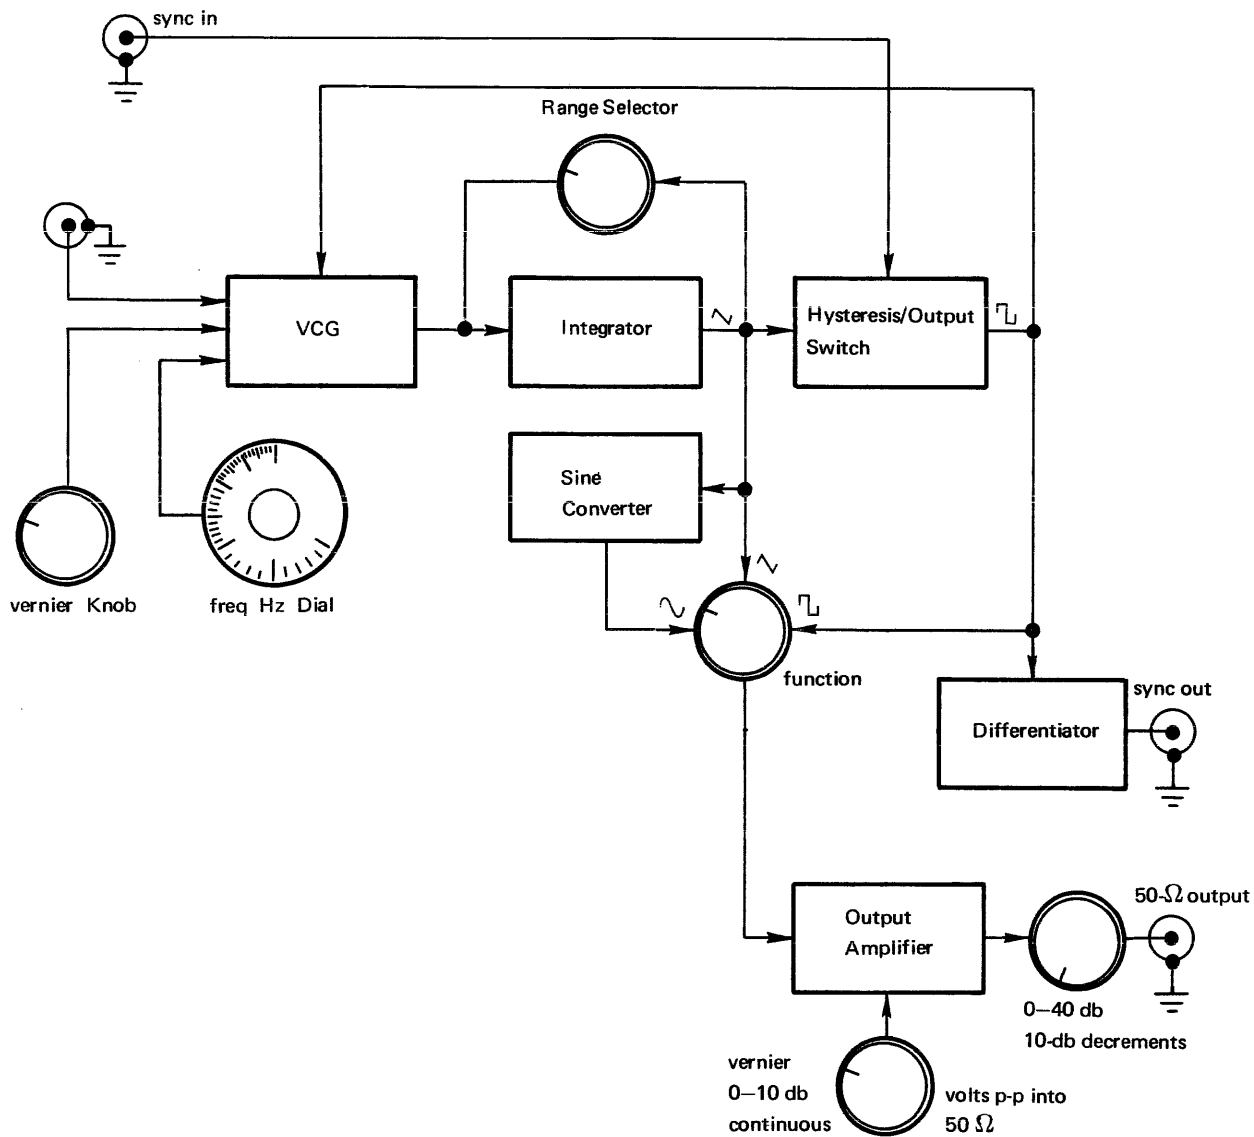 sync in
Range Selector
VCG
Integrator
Hysteresis/Output
Switch
Sine
Converter
vernier Knob
freq Hz Dial
function
sync out
Differentiator
50-Ω output
Output
Amplifier
0–40 db
10-db decrements
vernier
0–10 db
continuous
volts p-p into
50 Ω